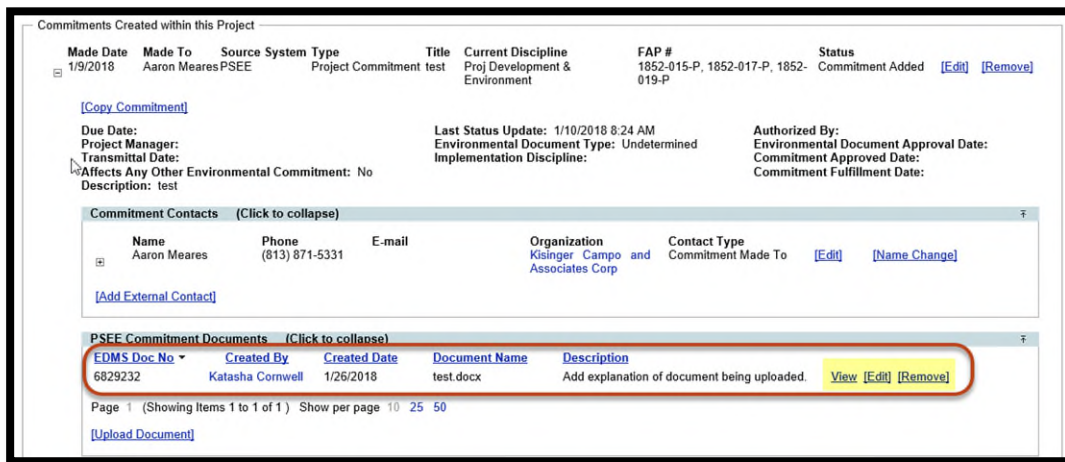 Commitments Created within this Project
Made Date Made To Source System Type Title Current Discipline FAP # Status
1/9/2018 Aaron Meares PSEE Project Commitment test Proj Development & 1852-015-P, 1852-017-P, 1852- Commitment Added [Edit] [Remove]
Environment 019-P
[Copy Commitment]
Due Date: Last Status Update: 1/10/2018 8:24 AM Authorized By:
Project Manager: Environmental Document Type: Undetermined Environmental Document Approval Date:
Transmittal Date: Implementation Discipline: Commitment Approved Date:
Affects Any Other Environmental Commitment: No Commitment Fulfillment Date:
Description: test
Commitment Contacts (Click to collapse)
Name Phone E-mail Organization Contact Type
Aaron Meares (813) 871-5331 Kisinger Campo and Commitment Made To [Edit] [Name Change]
Associates Corp
[Add External Contact]
PSEE Commitment Documents (Click to collapse)
EDMS Doc No Created By Created Date Document Name Description
6829232 Katasha Cornwell 1/26/2018 test.docx Add explanation of document being uploaded. View [Edit] [Remove]
Page 1 (Showing Items 1 to 1 of 1 ) Show per page 10 25 50
[Upload Document]